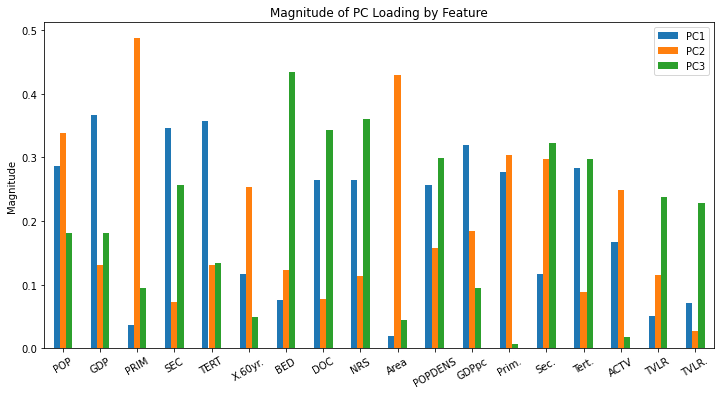 Magnitude of PC Loading by Feature
PC1
PC2
PC3
Magnitude
0.5
0.4
0.3
0.2
0.1
0.0
POP GDP PRIM SEC TERT X.60yr. BED DOC NRS Area POPDENS GDPpc Prim. Sec. Tert. ACTV TVLR TVLR.